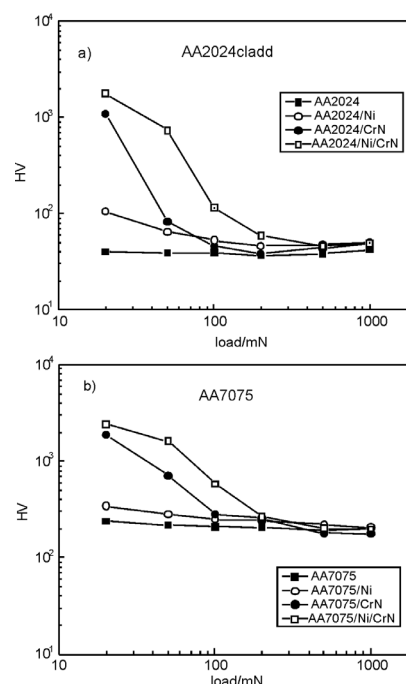 a)
AA2024cladd
AA2024
AA2024/Ni
AA2024/CrN
AA2024/Ni/CrN
HV
10⁴
10³
10²
10¹
10 100 1000
load/mN
b)
AA7075
AA7075
AA7075/Ni
AA7075/CrN
AA7075/Ni/CrN
HV
10⁴
10³
10²
10¹
10 100 1000
load/mN